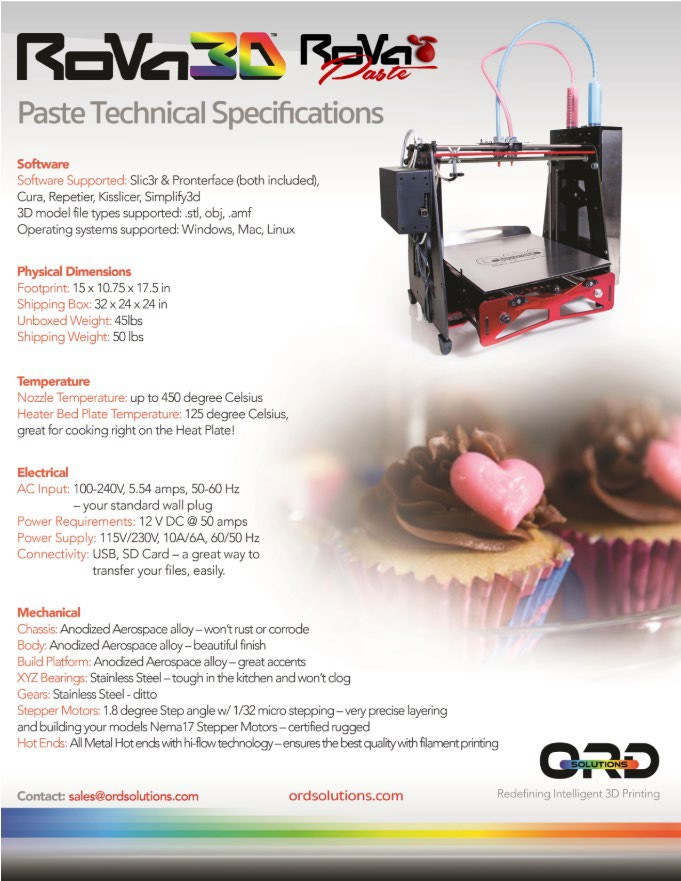 RoVa3D™ RoVa
Paste
Paste Technical Specifications
Software
Software Supported: Slic3r & Pronterface (both included),
Cura, Repetier, Kisslicer, Simplify3d
3D model file types supported: .stl, obj, .amf
Operating systems supported: Windows, Mac, Linux
Physical Dimensions
Footprint: 15 x 10.75 x 17.5 in
Shipping Box: 32 x 24 x 24 in
Unboxed Weight: 45lbs
Shipping Weight: 50 lbs
Temperature
Nozzle Temperature: up to 450 degree Celsius
Heater Bed Plate Temperature: 125 degree Celsius,
great for cooking right on the Heat Plate!
Electrical
AC Input: 100-240V, 5.54 amps, 50-60 Hz
– your standard wall plug
Power Requirements: 12 V DC @ 50 amps
Power Supply: 115V/230V, 10A/6A, 60/50 Hz
Connectivity: USB, SD Card – a great way to
transfer your files, easily.
Mechanical
Chassis: Anodized Aerospace alloy – won't rust or corrode
Body: Anodized Aerospace alloy – beautiful finish
Build Platform: Anodized Aerospace alloy – great accents
XYZ Bearings: Stainless Steel – tough in the kitchen and won't clog
Gears: Stainless Steel - ditto
Stepper Motors: 1.8 degree Step angle w/ 1/32 micro stepping – very precise layering
and building your models Nema17 Stepper Motors – certified rugged
Hot Ends: All Metal Hot ends with hi-flow technology – ensures the best quality with filament printing
ORD
SOLUTIONS
Contact: sales@ordsolutions.com ordsolutions.com Redefining Intelligent 3D Printing